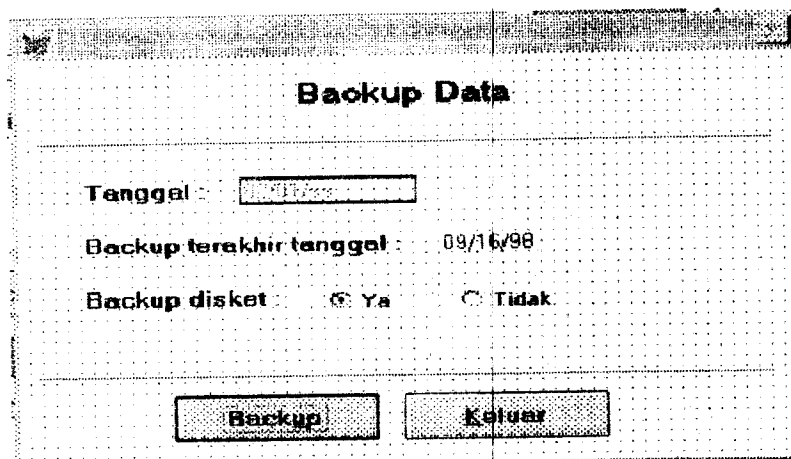 Backup Data
Tanggal :
Backup terakhir tanggal : 09/16/98
Backup disket : Ya Tidak
Backup Keluar